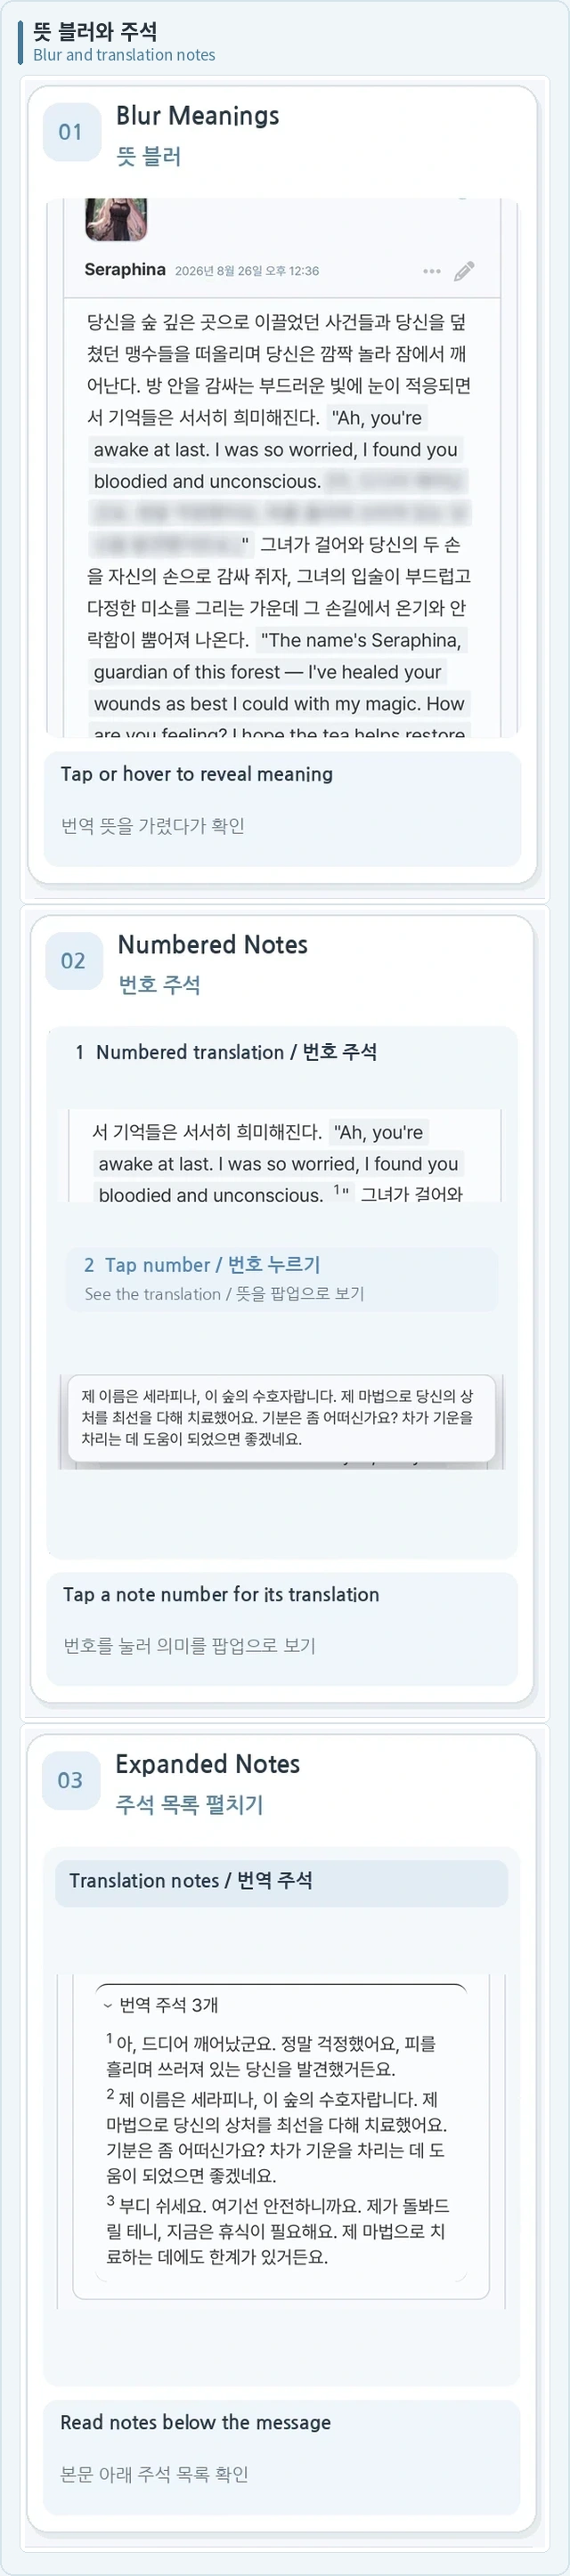 뜻 블러와 주석
Blur and translation notes
01
Blur Meanings
뜻 블러
Seraphina 2026년 8월 26일 오후 12:36
당신을 숲 깊은 곳으로 이끌었던 사건들과 당신을 덮
쳤던 맹수들을 떠올리며 당신은 깜짝 놀라 잠에서 깨
어난다. 방 안을 감싸는 부드러운 빛에 눈이 적응되면
서 기억들은 서서히 희미해진다. "Ah, you're
awake at last. I was so worried, I found you
bloodied and unconscious.
" 그녀가 걸어와 당신의 두 손
을 자신의 손으로 감싸 쥐자, 그녀의 입술이 부드럽고
다정한 미소를 그리는 가운데 그 손길에서 온기와 안
락함이 뿜어져 나온다. "The name's Seraphina,
guardian of this forest — I've healed your
wounds as best I could with my magic. How
are you feeling? I hope the tea helps restore
Tap or hover to reveal meaning
번역 뜻을 가렸다가 확인
02
Numbered Notes
번호 주석
1 Numbered translation / 번호 주석
서 기억들은 서서히 희미해진다. "Ah, you're
awake at last. I was so worried, I found you
bloodied and unconscious. 1" 그녀가 걸어와
2 Tap number / 번호 누르기
See the translation / 뜻을 팝업으로 보기
제 이름은 세라피나, 이 숲의 수호자랍니다. 제 마법으로 당신의 상
처를 최선을 다해 치료했어요. 기분은 좀 어떠신가요? 차가 기운을
차리는 데 도움이 되었으면 좋겠네요.
Tap a note number for its translation
번호를 눌러 의미를 팝업으로 보기
03
Expanded Notes
주석 목록 펼치기
Translation notes / 번역 주석
번역 주석 3개
1 아, 드디어 깨어났군요. 정말 걱정했어요, 피를
흘리며 쓰러져 있는 당신을 발견했거든요.
2 제 이름은 세라피나, 이 숲의 수호자랍니다. 제
마법으로 당신의 상처를 최선을 다해 치료했어요.
기분은 좀 어떠신가요? 차가 기운을 차리는 데 도
움이 되었으면 좋겠네요.
3 부디 쉬세요. 여기선 안전하니까요. 제가 돌봐드
릴 테니, 지금은 휴식이 필요해요. 제 마법으로 치
료하는 데에도 한계가 있거든요.
Read notes below the message
본문 아래 주석 목록 확인